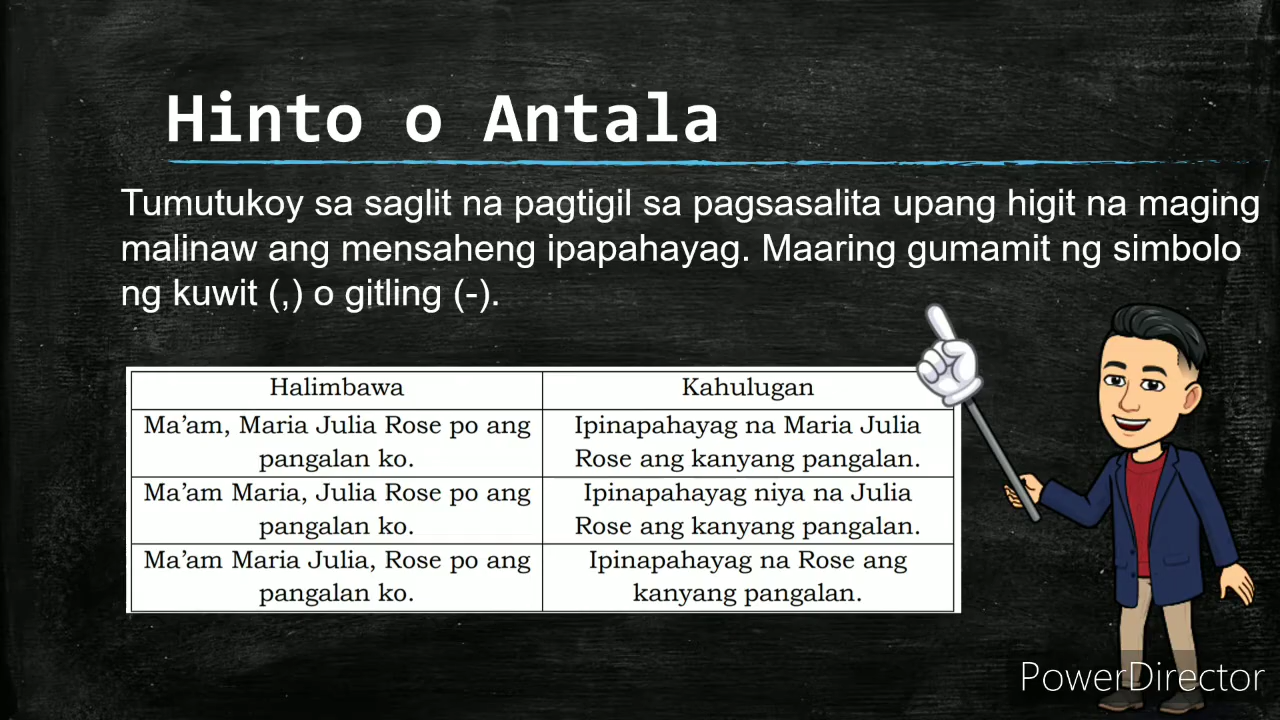 Hinto o Antala
Tumutukoy sa saglit na pagtigil sa pagsasalita upang higit na maging
malinaw ang mensaheng ipapahayag. Maaring gumamit ng simbolo
ng kuwit (,) o gitling (-).
Halimbawa
Kahulugan
Ma’am, Maria Julia Rose po ang
pangalan ko.
Ipinapahayag na Maria Julia
Rose ang kanyang pangalan.
Ma’am Maria, Julia Rose po ang
pangalan ko.
Ipinapahayag niya na Julia
Rose ang kanyang pangalan.
Ma’am Maria Julia, Rose po ang
pangalan ko.
Ipinapahayag na Rose ang
kanyang pangalan.
PowerDirector